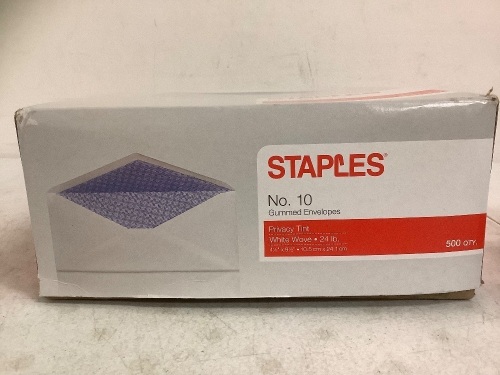 STAPLES
No. 10
Gummed Envelopes
Privacy Tint
White Wove • 24 lb.
500 QTY.